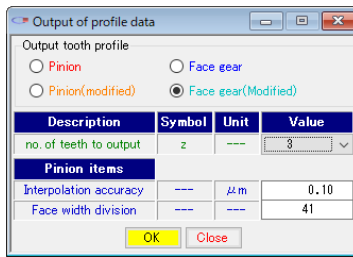 Output of profile data
Output tooth profile
Pinion Face gear
Pinion(modified) Face gear(Modified)
Description Symbol Unit Value
no. of teeth to output z --- 3
Pinion items
Interpolation accuracy --- μm 0.10
Face width division --- --- 41
OK Close